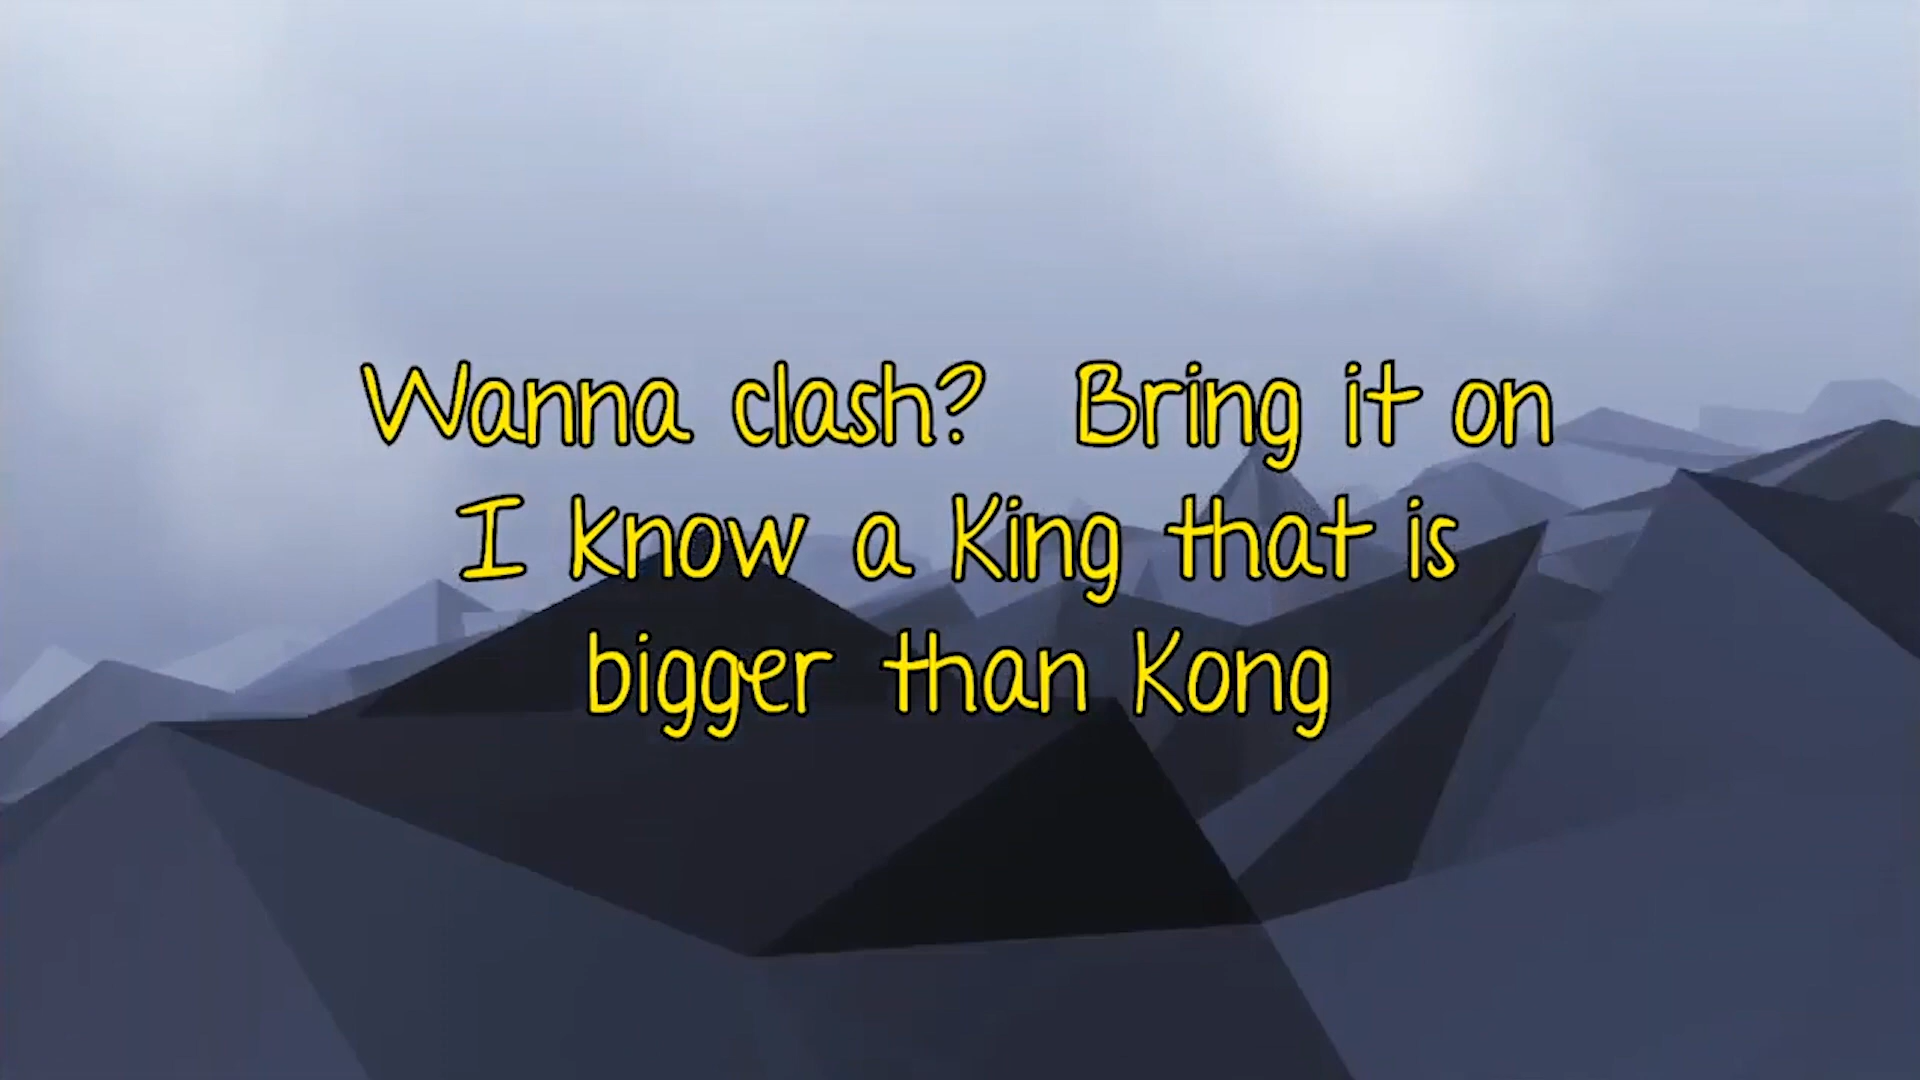 Wanna clash?  Bring it on
I know a King that is
bigger than Kong